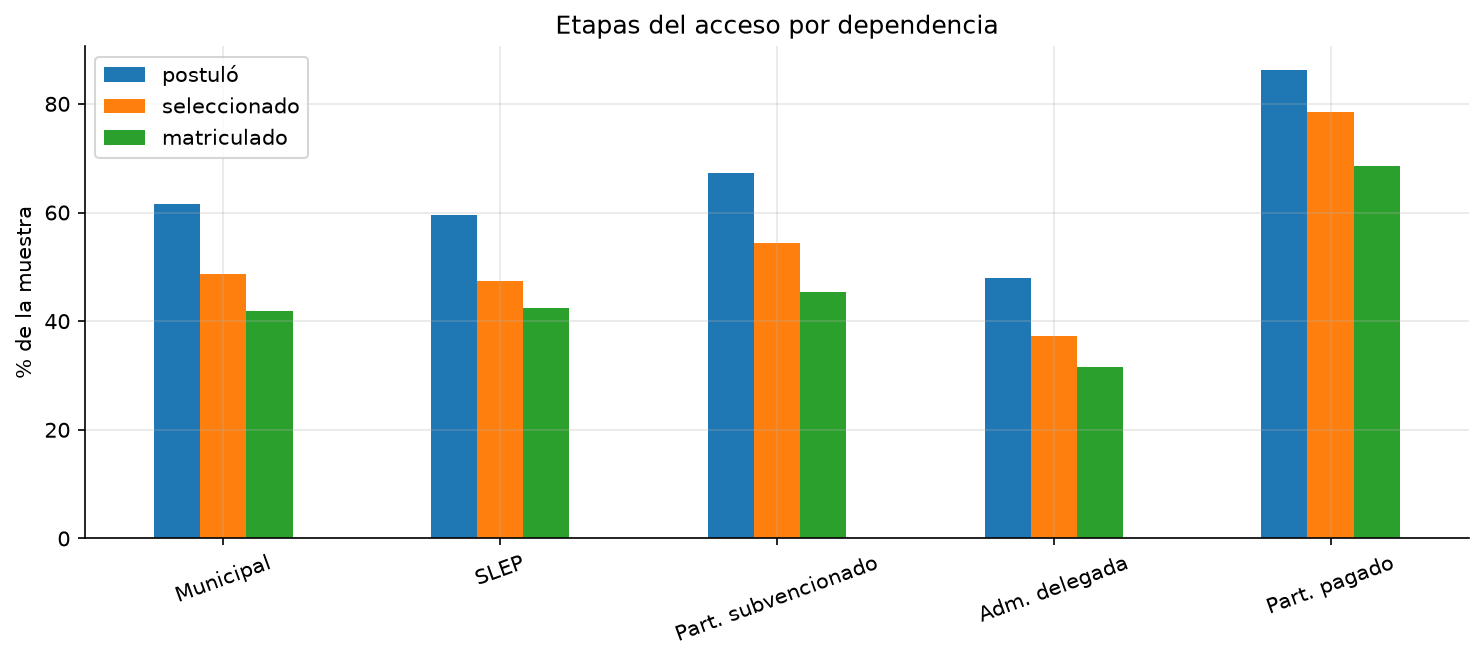 Etapas del acceso por dependencia
postuló
seleccionado
matriculado
% de la muestra
80
60
40
20
0
Municipal
SLEP
Part. subvencionado
Adm. delegada
Part. pagado